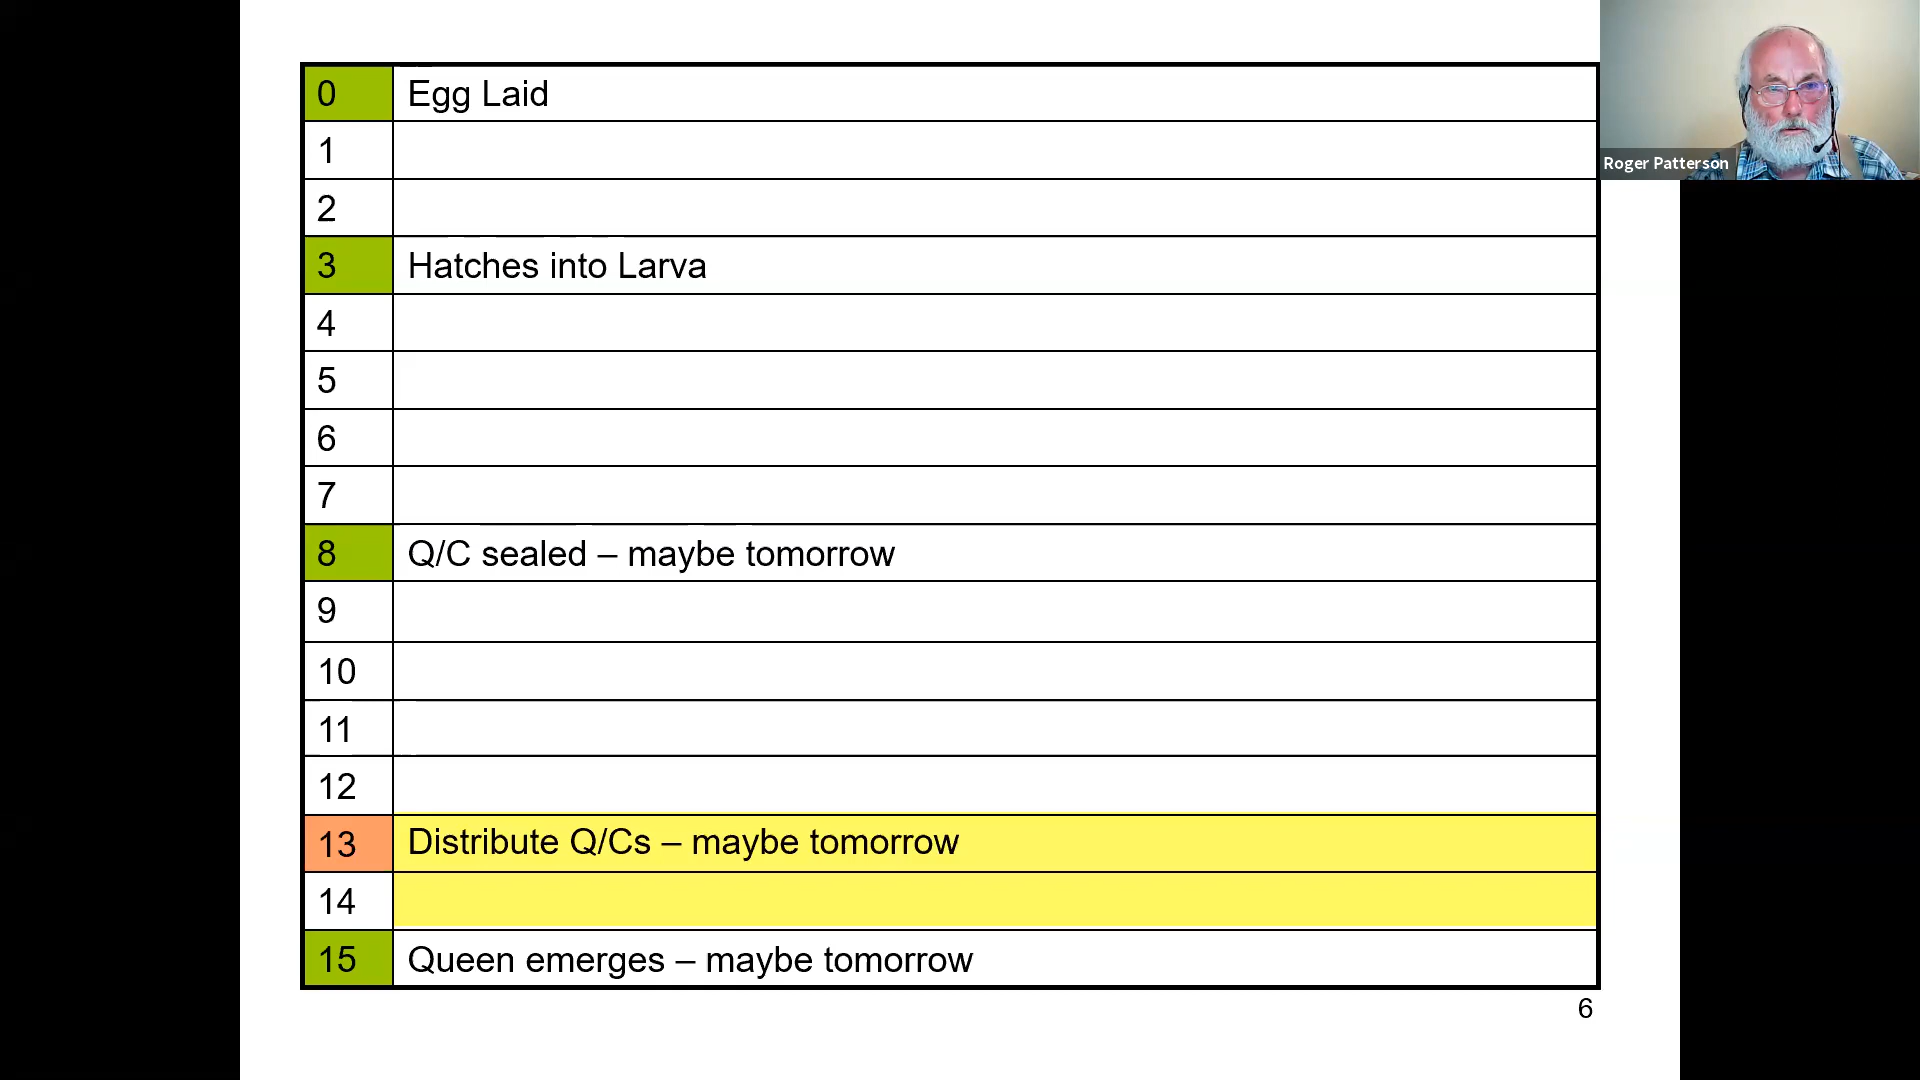 0 Egg Laid
1
2
3 Hatches into Larva
4
5
6
7
8 Q/C sealed – maybe tomorrow
9
10
11
12
13 Distribute Q/Cs – maybe tomorrow
14
15 Queen emerges – maybe tomorrow
6
Roger Patterson